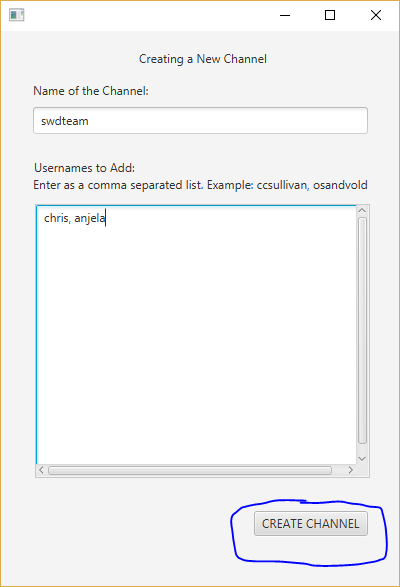 Creating a New Channel
Name of the Channel:
swdteam
Usernames to Add:
Enter as a comma separated list. Example: ccsullivan, osandvold
chris, anjela
CREATE CHANNEL